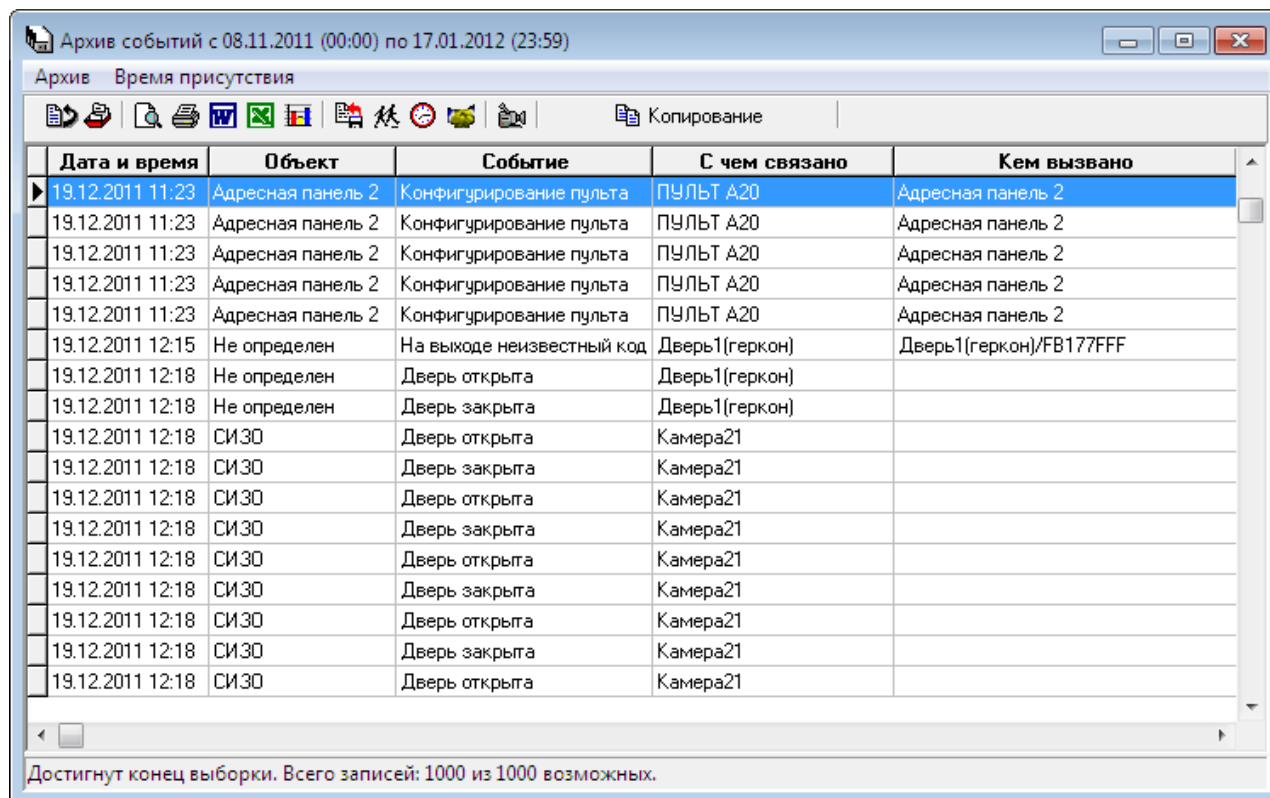 Архив событий с 08.11.2011 (00:00) по 17.01.2012 (23:59)
Архив Время присутствия
Копирование
Дата и время Объект Событие С чем связано Кем вызвано
19.12.2011 11:23 Адресная панель 2 Конфигурирование пульта ПУЛЬТ А20 Адресная панель 2
19.12.2011 11:23 Адресная панель 2 Конфигурирование пульта ПУЛЬТ А20 Адресная панель 2
19.12.2011 11:23 Адресная панель 2 Конфигурирование пульта ПУЛЬТ А20 Адресная панель 2
19.12.2011 11:23 Адресная панель 2 Конфигурирование пульта ПУЛЬТ А20 Адресная панель 2
19.12.2011 11:23 Адресная панель 2 Конфигурирование пульта ПУЛЬТ А20 Адресная панель 2
19.12.2011 12:15 Не определен На выходе неизвестный код Дверь1(геркон) Дверь1(геркон)/FB177FFF
19.12.2011 12:18 Не определен Дверь открыта Дверь1(геркон)
19.12.2011 12:18 Не определен Дверь закрыта Дверь1(геркон)
19.12.2011 12:18 СИЗО Дверь открыта Камера21
19.12.2011 12:18 СИЗО Дверь закрыта Камера21
19.12.2011 12:18 СИЗО Дверь открыта Камера21
19.12.2011 12:18 СИЗО Дверь закрыта Камера21
19.12.2011 12:18 СИЗО Дверь открыта Камера21
19.12.2011 12:18 СИЗО Дверь закрыта Камера21
19.12.2011 12:18 СИЗО Дверь открыта Камера21
19.12.2011 12:18 СИЗО Дверь закрыта Камера21
19.12.2011 12:18 СИЗО Дверь открыта Камера21
Достигнут конец выборки. Всего записей: 1000 из 1000 возможных.